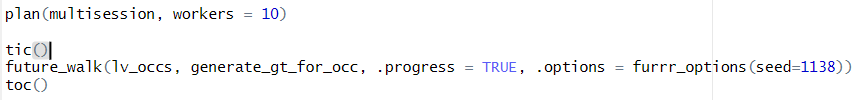 plan(multisession, workers = 10)
tic()
future_walk(lv_occs, generate_gt_for_occ, .progress = TRUE, .options = furrr_options(seed=1138))
toc()